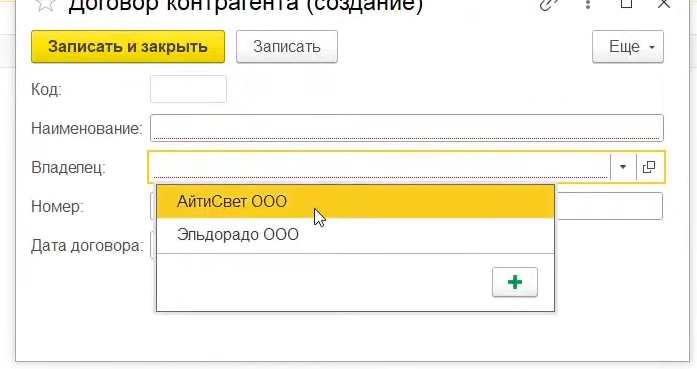 Договор контрагента (создание)
Записать и закрыть
Записать
Еще
Код:
Наименование:
Владелец:
АйтиСвет ООО
Номер:
Эльдорадо ООО
Дата договора: